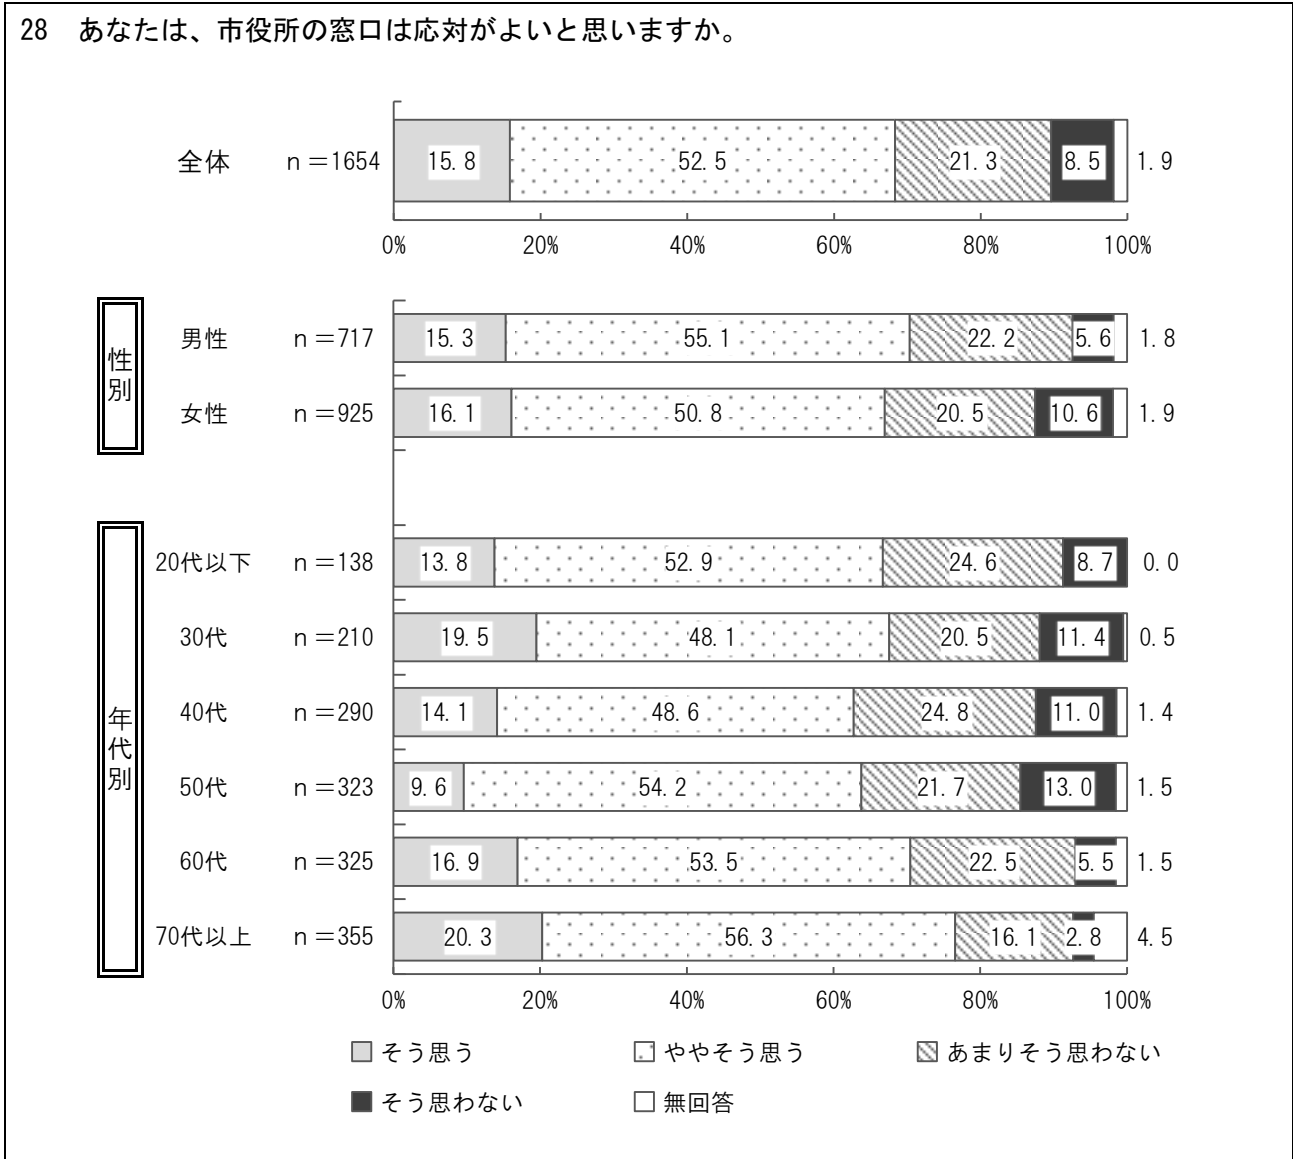 28 あなたは、市役所の窓口は応対がよいと思いますか。
全体 n=1654 15.8 52.5 21.3 8.5 1.9
0% 20% 40% 60% 80% 100%
性別
男性 n=717 15.3 55.1 22.2 5.6 1.8
女性 n=925 16.1 50.8 20.5 10.6 1.9
年代別
20代以下 n=138 13.8 52.9 24.6 8.7 0.0
30代 n=210 19.5 48.1 20.5 11.4 0.5
40代 n=290 14.1 48.6 24.8 11.0 1.4
50代 n=323 9.6 54.2 21.7 13.0 1.5
60代 n=325 16.9 53.5 22.5 5.5 1.5
70代以上 n=355 20.3 56.3 16.1 2.8 4.5
0% 20% 40% 60% 80% 100%
そう思う ややそう思う あまりそう思わない
そう思わない 無回答